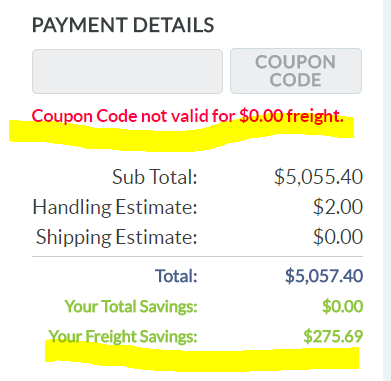 PAYMENT DETAILS
COUPON
CODE
Coupon Code not valid for $0.00 freight.
Sub Total: $5,055.40
Handling Estimate: $2.00
Shipping Estimate: $0.00
Total: $5,057.40
Your Total Savings: $0.00
Your Freight Savings: $275.69